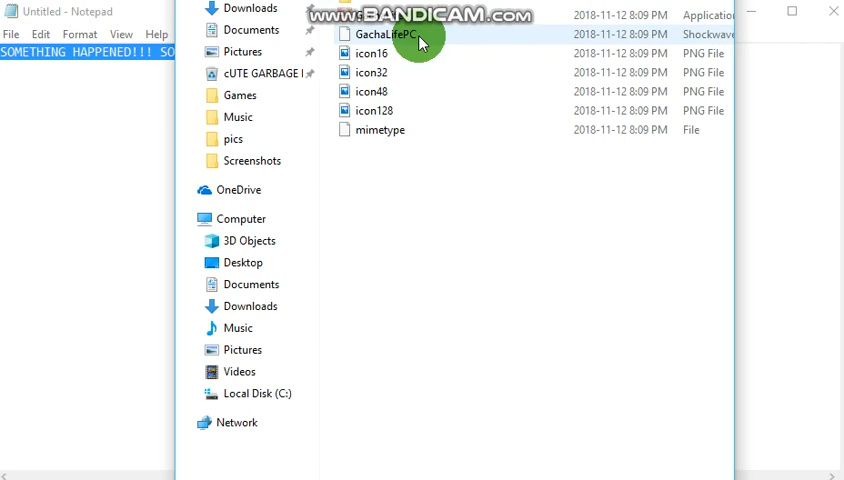 Untitled - Notepad
File Edit Format View Help
SOMETHING HAPPENED!!! SO
www.BANDICAM.com
Downloads
Documents
Pictures
cUTE GARBAGE
Games
Music
pics
Screenshots
OneDrive
Computer
3D Objects
Desktop
Documents
Downloads
Music
Pictures
Videos
Local Disk (C:)
Network
2018-11-12 8:09 PM Application
GachaLifePC 2018-11-12 8:09 PM Shockwave
icon16 2018-11-12 8:09 PM PNG File
icon32 2018-11-12 8:09 PM PNG File
icon48 2018-11-12 8:09 PM PNG File
icon128 2018-11-12 8:09 PM PNG File
mimetype 2018-11-12 8:09 PM File